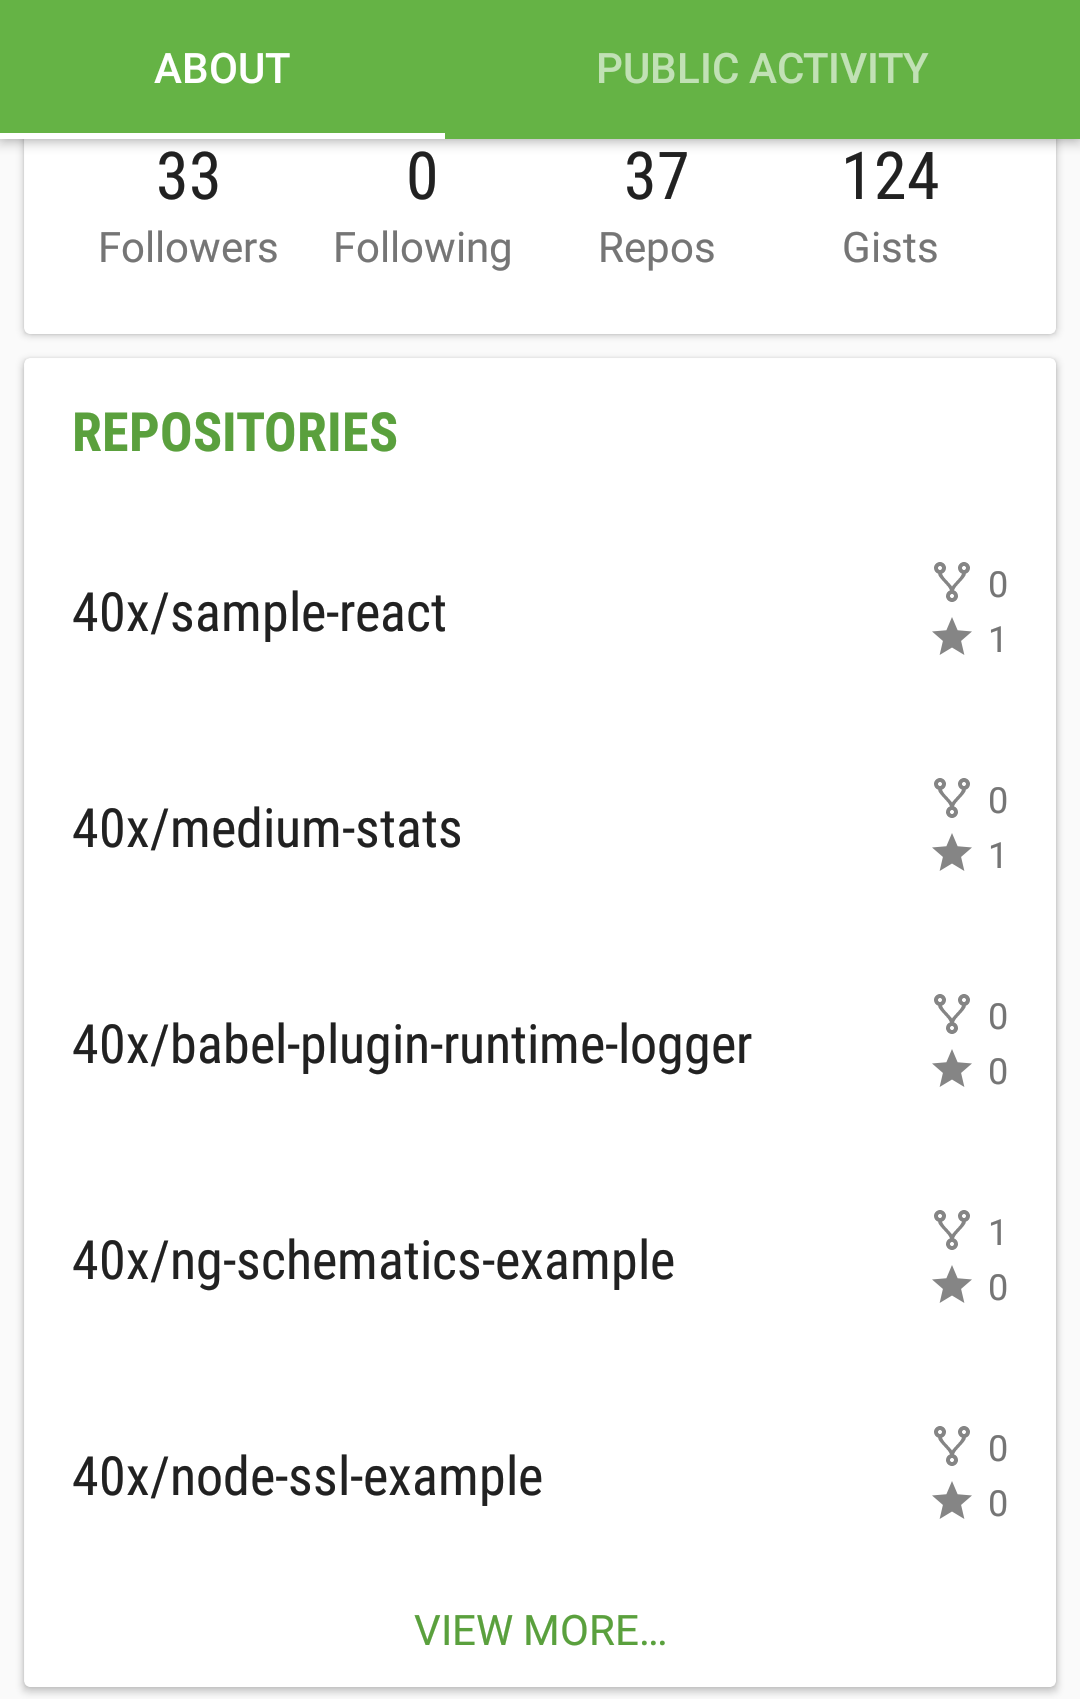 ABOUT PUBLIC ACTIVITY
33 0 37 124
Followers Following Repos Gists
REPOSITORIES
40x/sample-react
0
1
40x/medium-stats
0
1
40x/babel-plugin-runtime-logger
0
0
40x/ng-schematics-example
1
0
40x/node-ssl-example
0
0
VIEW MORE...